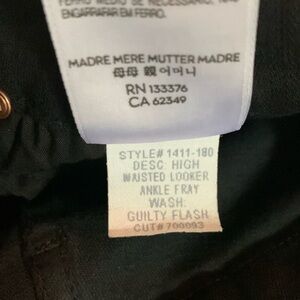 FERRO MEDIO SE NECESSÁRIO. NÃO
ENGARRAFAR EM FERRO.
MADRE MERE MUTTER MADRE
母母 親 어머니
RN 133376
CA 62349
STYLE# 1411-180
DESC HIGH
WAISTED LOOKER
ANKLE FRAY
WASH:
GUILTY FLASH
CUT# 700093